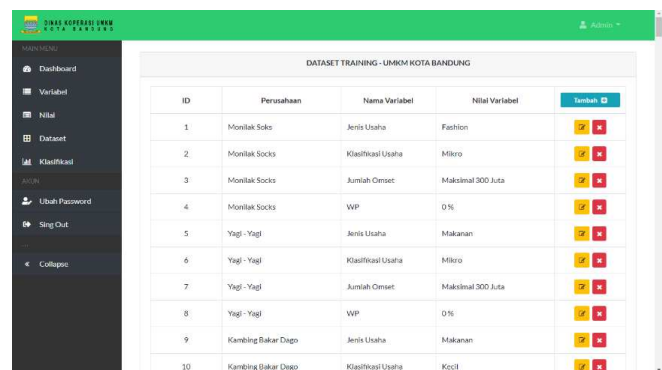 DINAS KOPERASI UMKM
KOTA BANDUNG
Admin
MAIN MENU
Dashboard
Variabel
Nilai
Dataset
Klasifikasi
AKUN
Ubah Password
Sing Out
...
Collapse
DATASET TRAINING - UMKM KOTA BANDUNG
ID Perusahaan Nama Variabel Nilai Variabel Tambah
1 Monilak Soks Jenis Usaha Fashion
2 Monilak Socks Klasifikasi Usaha Mikro
3 Monilak Socks Jumlah Omset Maksimal 300 Juta
4 Monilak Socks WP 0 %
5 Yagi - Yagi Jenis Usaha Makanan
6 Yagi - Yagi Klasifikasi Usaha Mikro
7 Yagi - Yagi Jumlah Omset Maksimal 300 Juta
8 Yagi - Yagi WP 0 %
9 Kambing Bakar Dago Jenis Usaha Makanan
10 Kambing Bakar Dago Klasifikasi Usaha Kecil